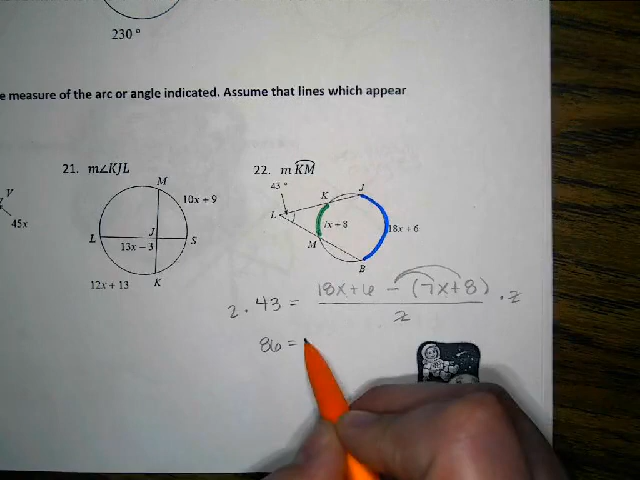 230 °
e measure of the arc or angle indicated. Assume that lines which appear
21. m∠KJL
22. m KM
43 °
y
45x
M
10x + 9
L
J
13x − 3
S
12x + 13
K
K
J
L
7x + 8
18x + 6
M
B
2 · 43 = 18x + 6 − (7x + 8) / 2 · 2
86 =